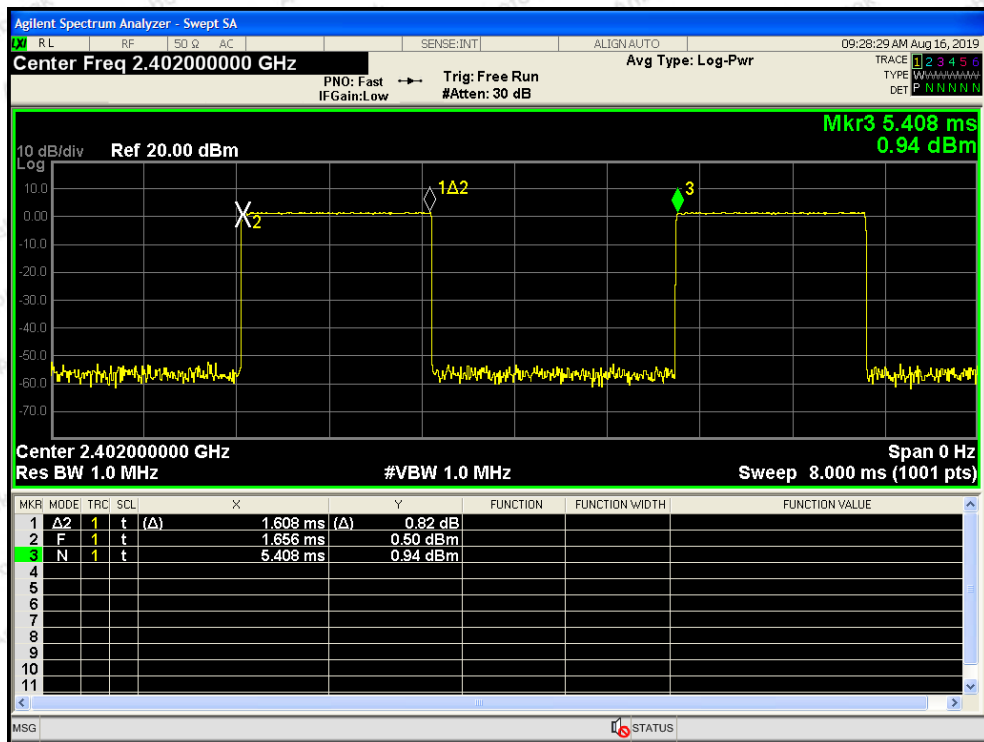 Agilent Spectrum Analyzer - Swept SA
LXI RL RF 50 Ω AC SENSE:INT ALIGN AUTO 09:28:29 AM Aug 16, 2019
Center Freq 2.402000000 GHz Avg Type: Log-Pwr TRACE 1 2 3 4 5 6
PNO: Fast Trig: Free Run TYPE WWWWWW
IFGain:Low #Atten: 30 dB DET P N N N N N
Mkr3 5.408 ms
10 dB/div Ref 20.00 dBm 0.94 dBm
Log
10.0
1Δ2
3
0.00
2
-10.0
-20.0
-30.0
-40.0
-50.0
-60.0
-70.0
Center 2.402000000 GHz Span 0 Hz
Res BW 1.0 MHz #VBW 1.0 MHz Sweep 8.000 ms (1001 pts)
MKR MODE TRC SCL X Y FUNCTION FUNCTION WIDTH FUNCTION VALUE
1 Δ2 1 t (Δ) 1.608 ms (Δ) 0.82 dB
2 F 1 t 1.656 ms 0.50 dBm
3 N 1 t 5.408 ms 0.94 dBm
4
5
6
7
8
9
10
11
MSG STATUS